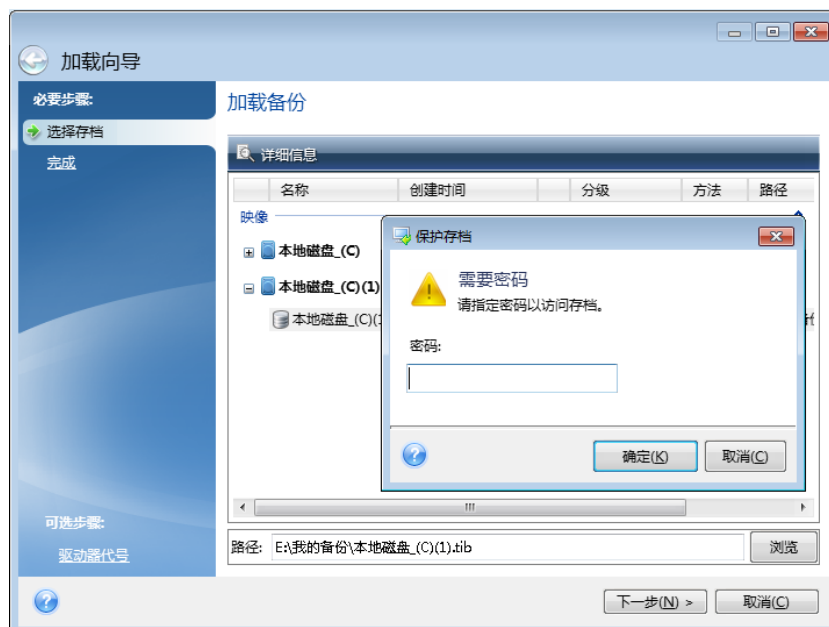 加载向导
必要步骤:
选择存档
完成
可选步骤:
驱动器代号
加载备份
详细信息
名称 创建时间 分级 方法 路径
映像
本地磁盘_(C)
本地磁盘_(C)(1)
本地磁盘_(C)(1
保护存档
需要密码
请指定密码以访问存档。
密码:
确定(K) 取消(C)
路径: E:\我的备份\本地磁盘_(C)(1).tib 浏览
下一步(N) > 取消(C)